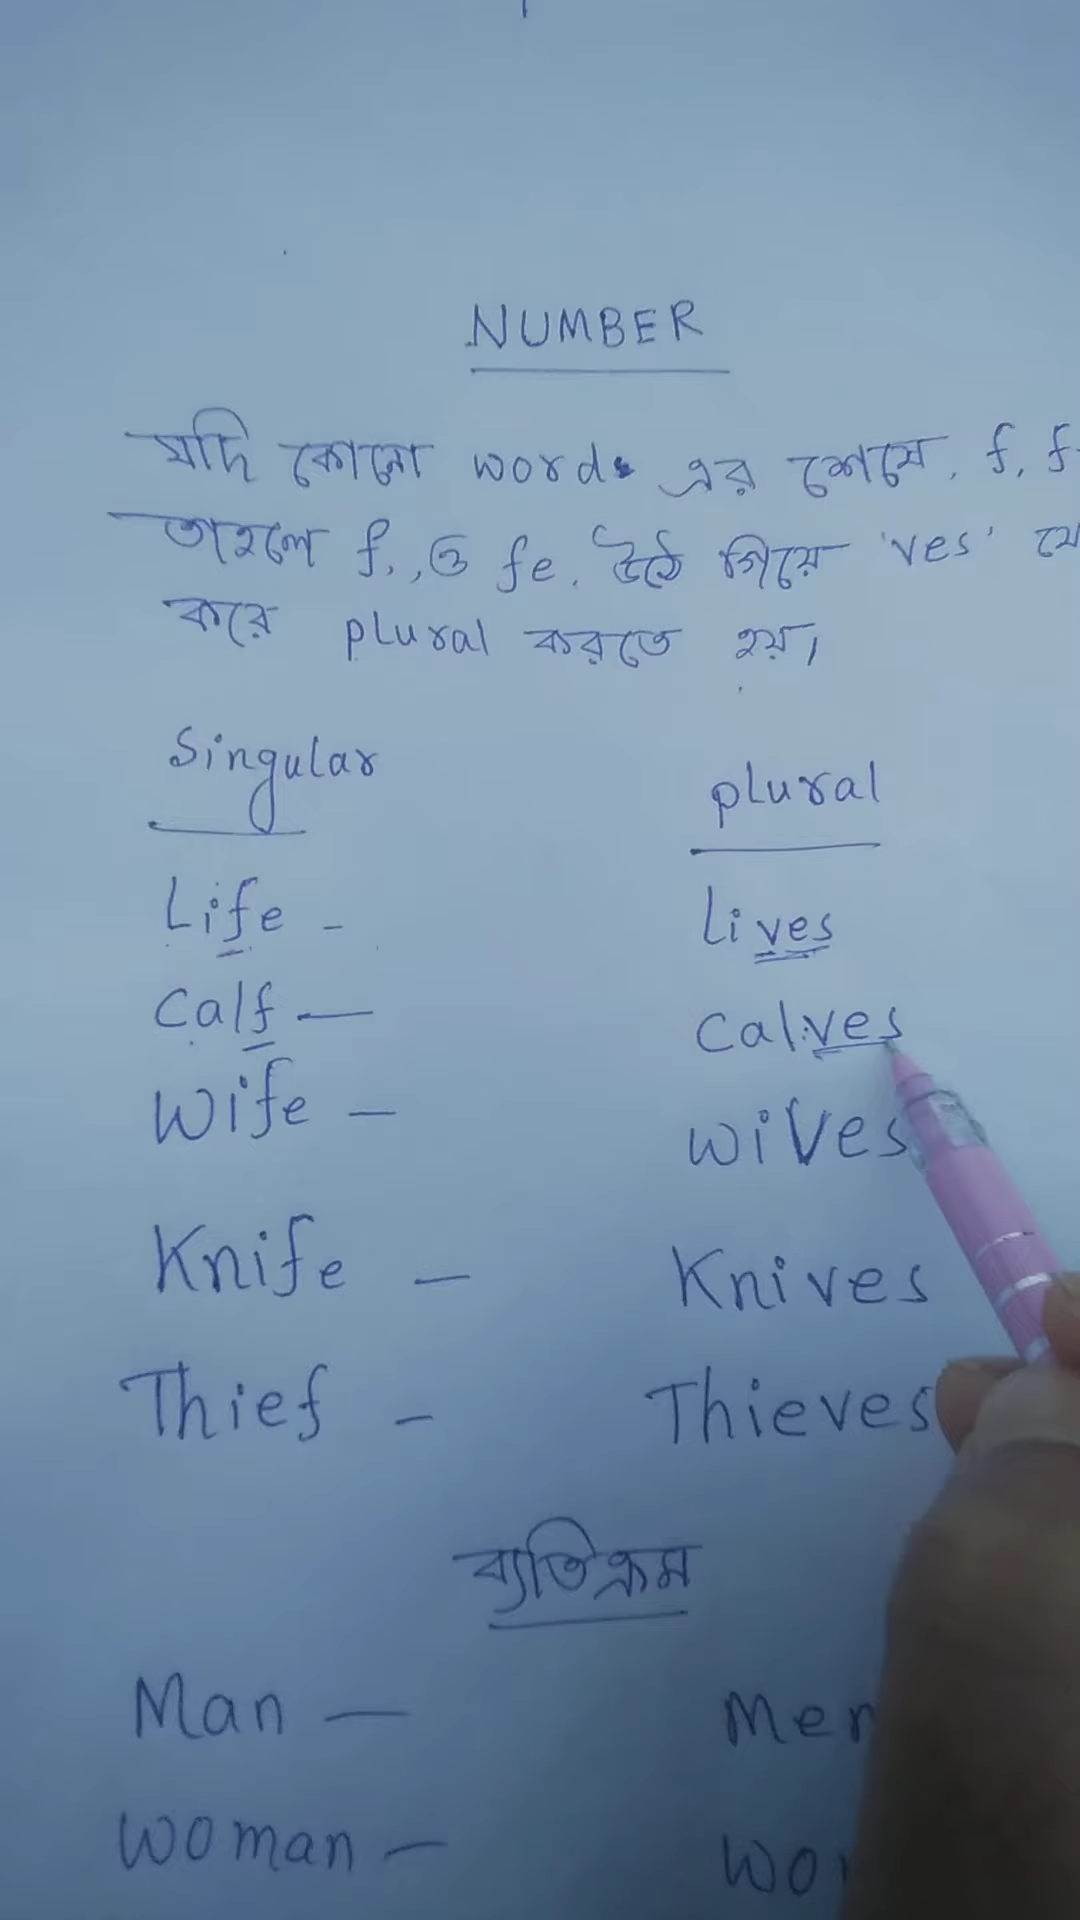 NUMBER
যদি কোনো word এর শেষে, f, f
তাহলে f, ও fe, উঠে গিয়ে 'ves'
করে plural করতে হয়।
Singular plural
Life - Lives
Calf — Calves
Wife — Wives
Knife — Knives
Thief - Thieves
ব্যতিক্রম
Man — Men
Woman —